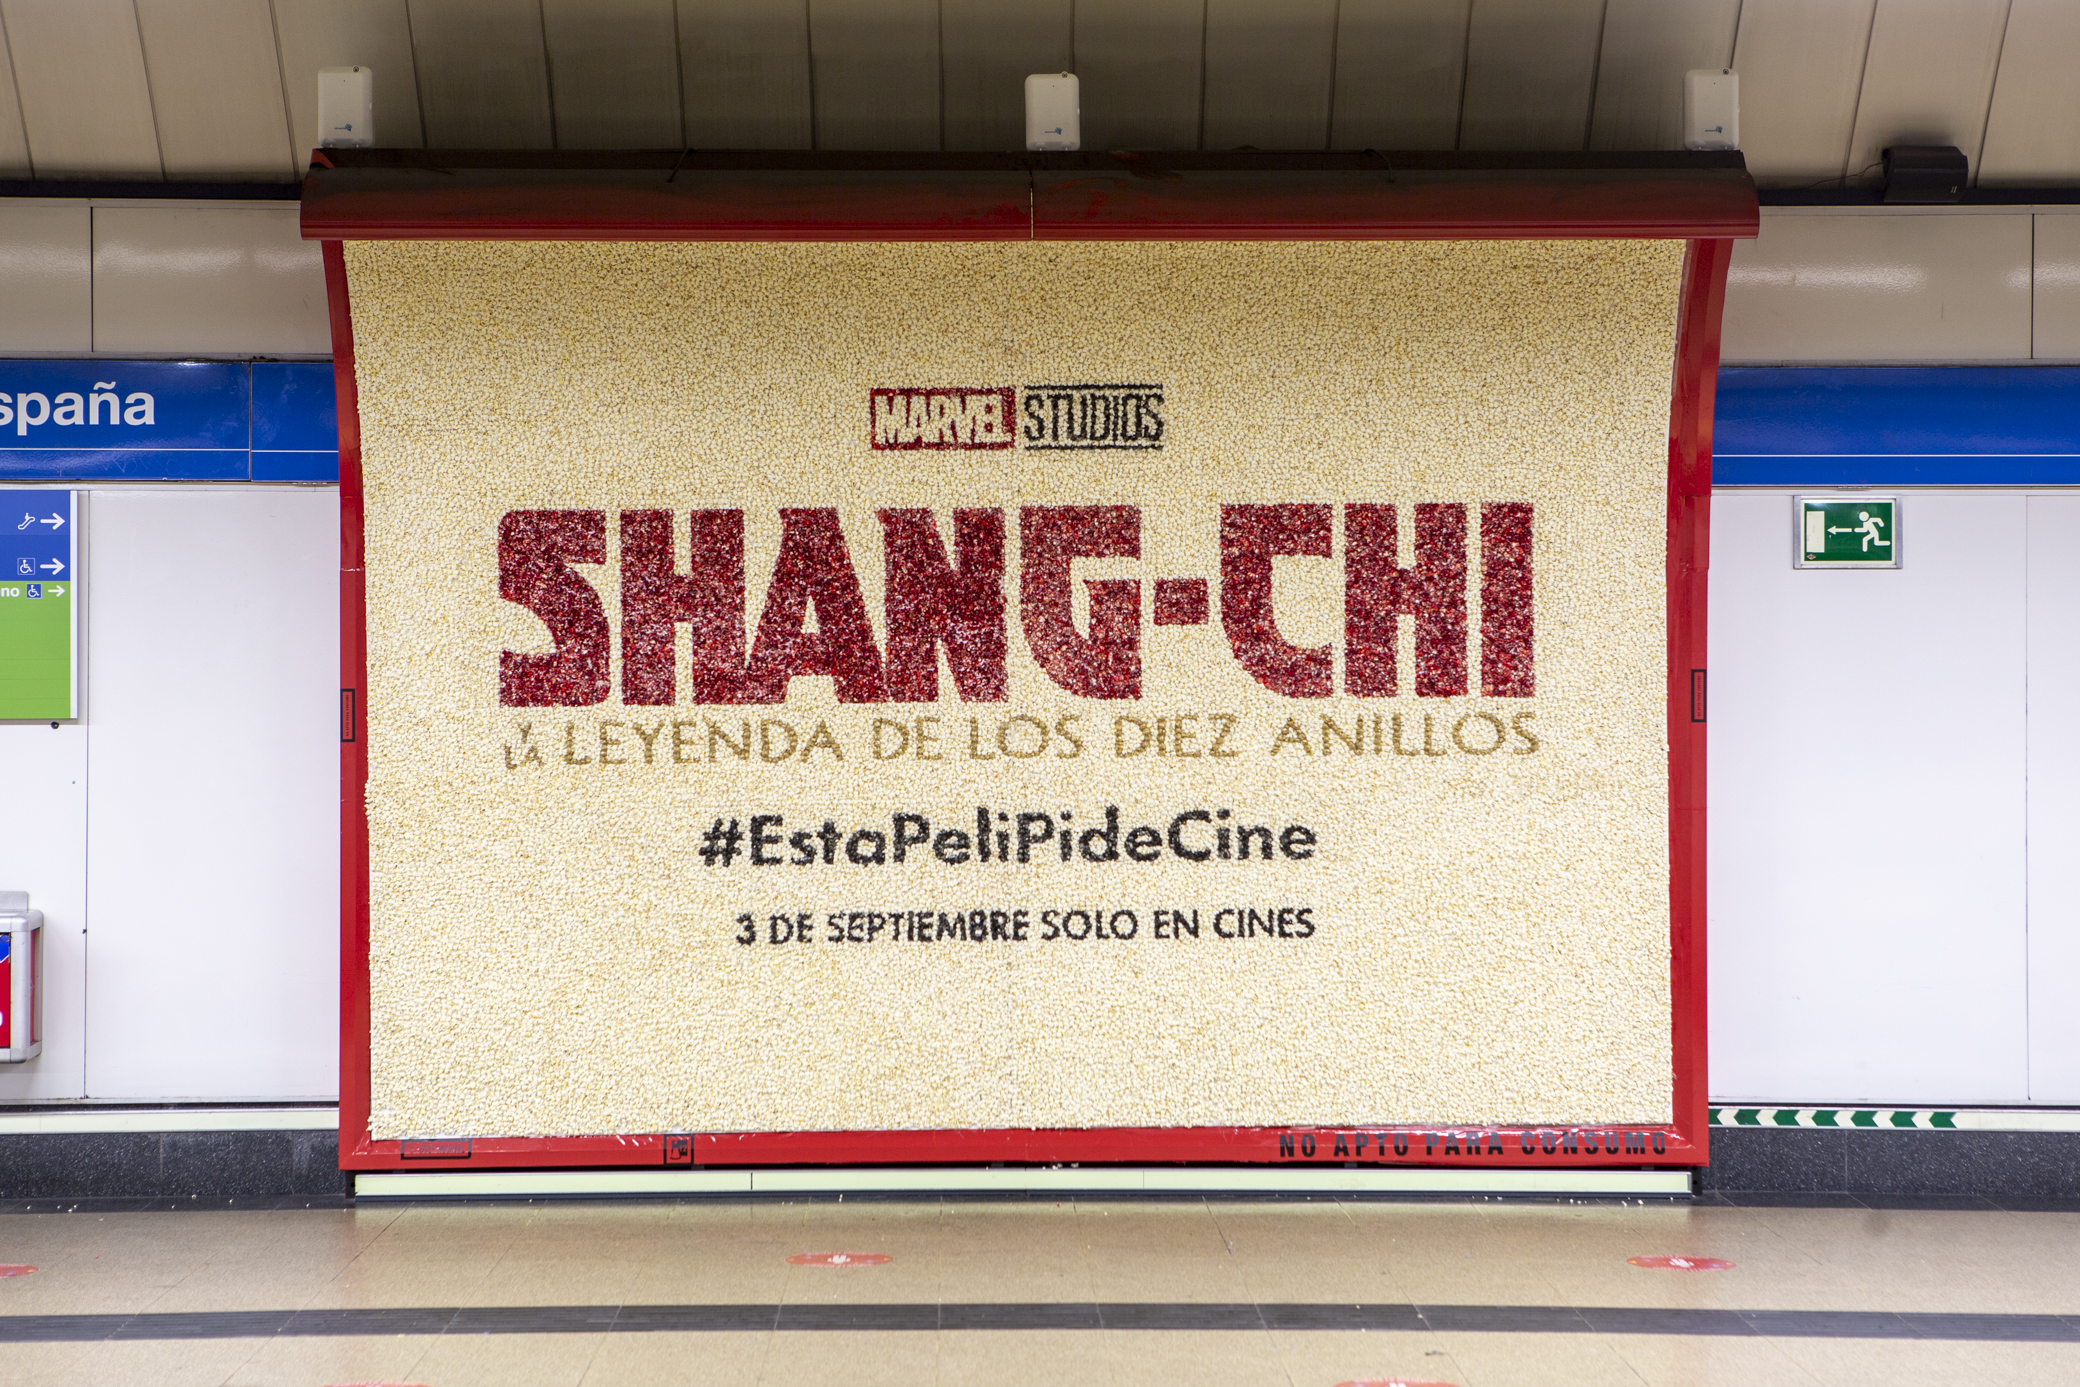 spaña
no
MARVEL STUDIOS
SHANG-CHI
LA LEYENDA DE LOS DIEZ ANILLOS
#EstaPeliPideCine
3 DE SEPTIEMBRE SOLO EN CINES
NO APTO PARA CONSUMO